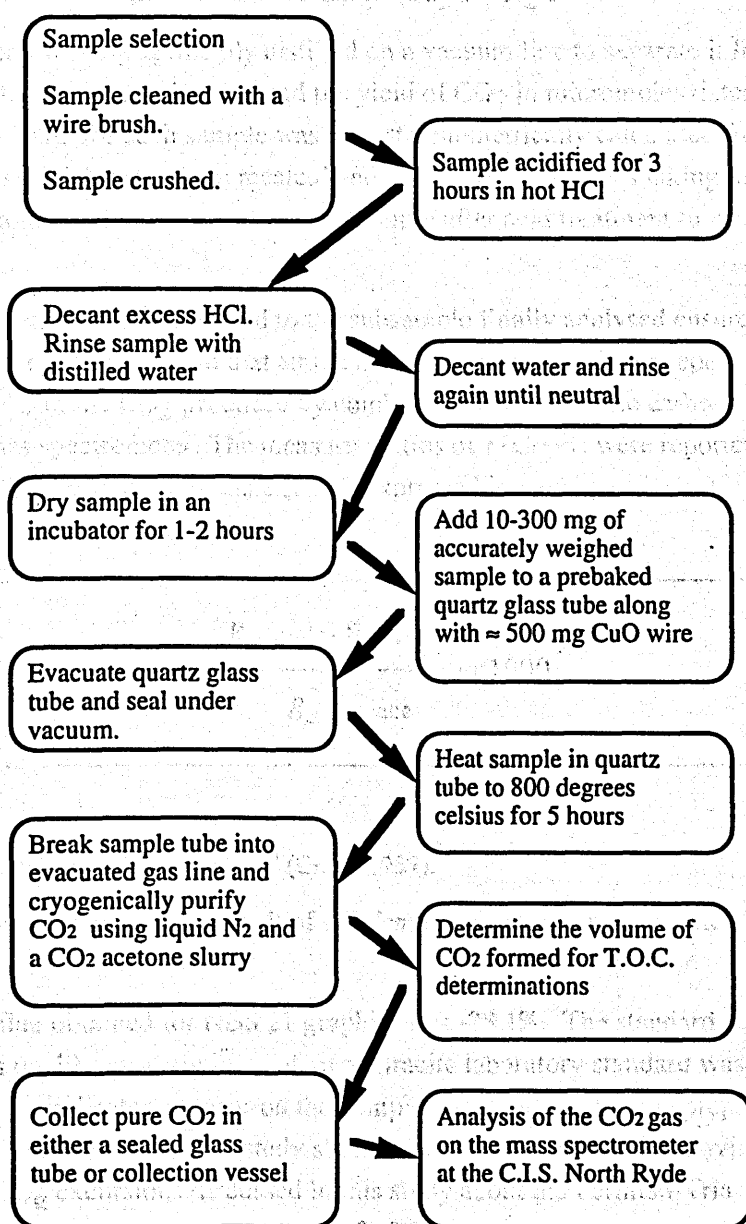 Sample selection
Sample cleaned with a
wire brush.
Sample crushed.
Sample acidified for 3
hours in hot HCl
Decant excess HCl.
Rinse sample with
distilled water
Decant water and rinse
again until neutral
Dry sample in an
incubator for 1-2 hours
Add 10-300 mg of
accurately weighed
sample to a prebaked
quartz glass tube along
with ≈ 500 mg CuO wire
Evacuate quartz glass
tube and seal under
vacuum.
Heat sample in quartz
tube to 800 degrees
celsius for 5 hours
Break sample tube into
evacuated gas line and
cryogenically purify
CO2 using liquid N2 and
a CO2 acetone slurry
Determine the volume of
CO2 formed for T.O.C.
determinations
Collect pure CO2 in
either a sealed glass
tube or collection vessel
Analysis of the CO2 gas
on the mass spectrometer
at the C.I.S. North Ryde